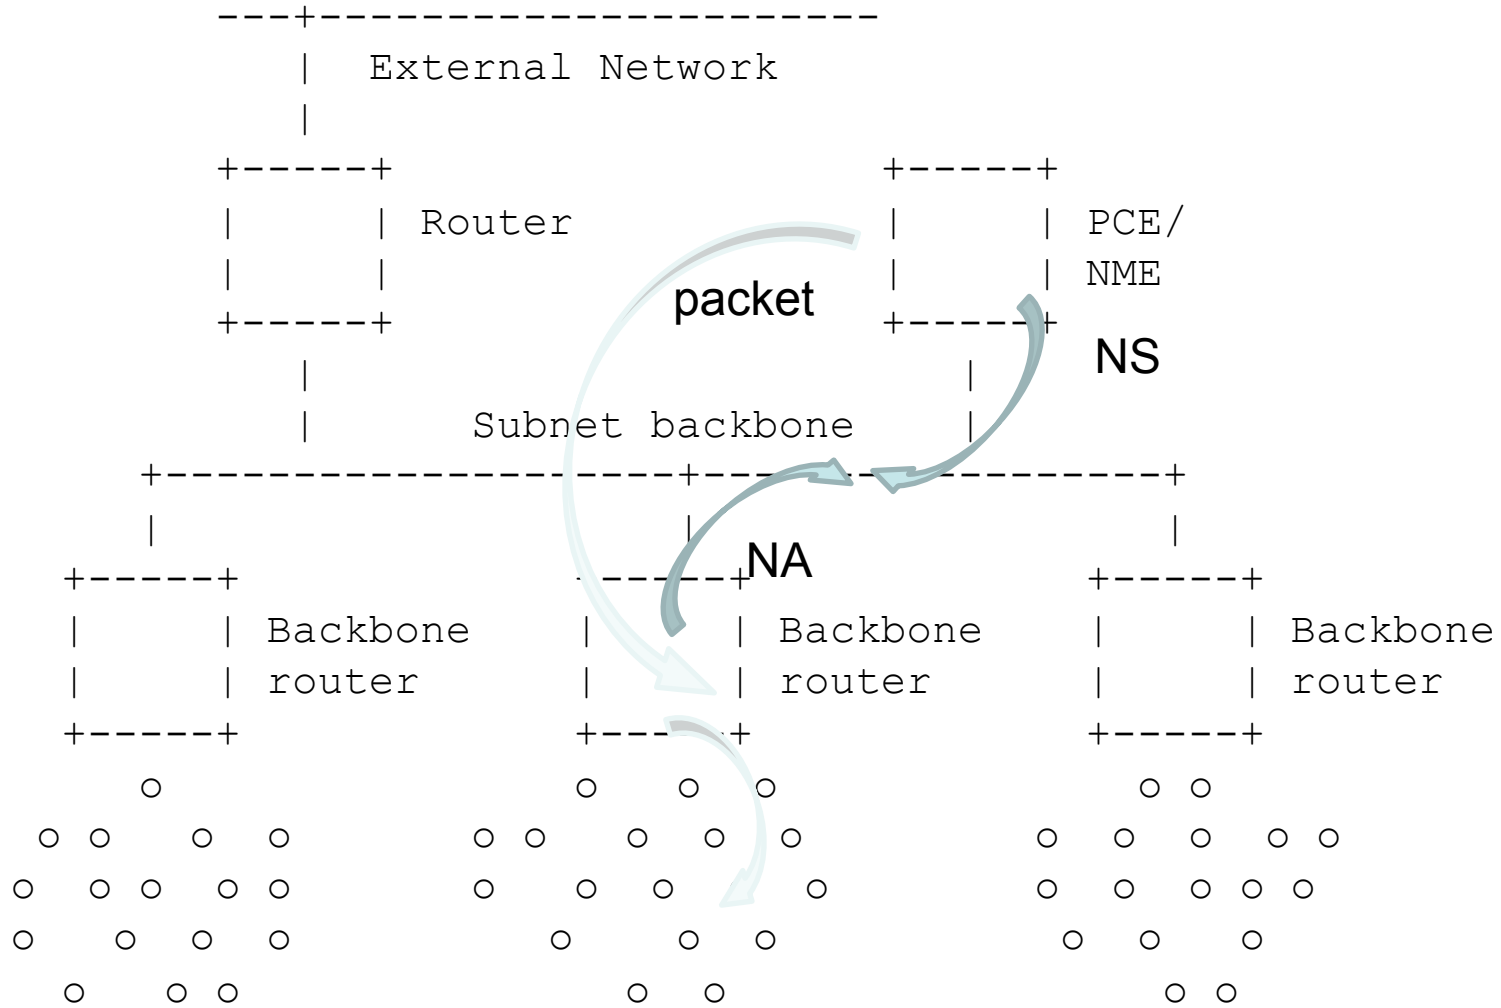 External Network
Router
PCE/
NME
packet
NS
Subnet backbone
NA
Backbone
router
Backbone
router
Backbone
router